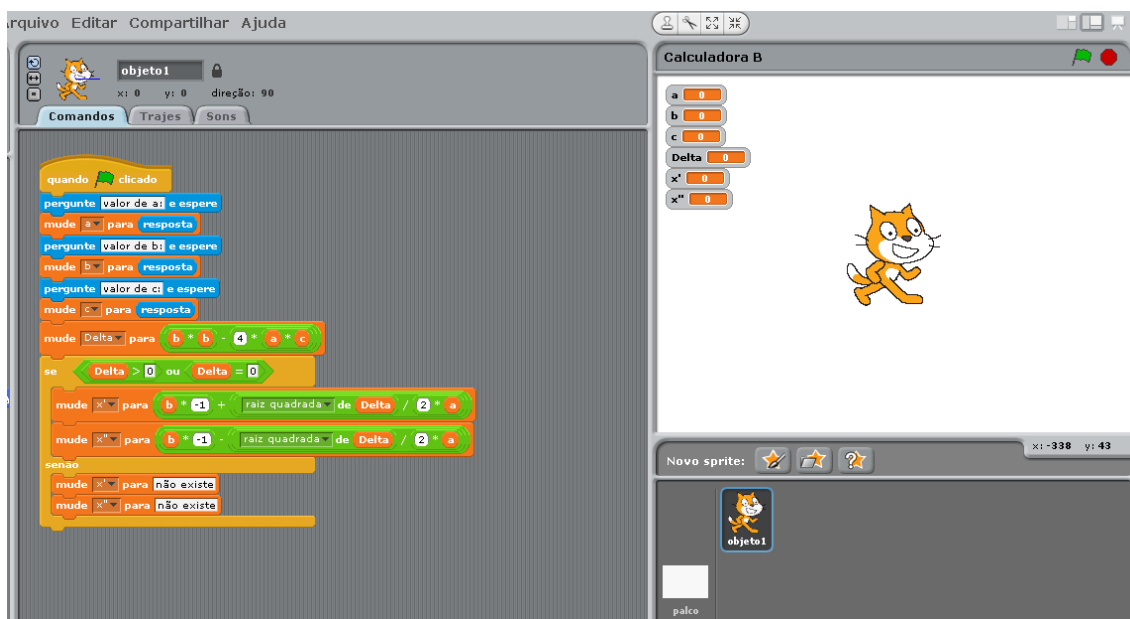 rquivo Editar Compartilhar Ajuda
objeto1
x: 0 y: 0 direção: 90
Comandos Trajes Sons
quando clicado
pergunte valor de a: e espere
mude a para resposta
pergunte valor de b: e espere
mude b para resposta
pergunte valor de c: e espere
mude c para resposta
mude Delta para b * b - 4 * a * c
se Delta > 0 ou Delta = 0
mude x' para b * -1 + raiz quadrada de Delta / 2 * a
mude x" para b * -1 - raiz quadrada de Delta / 2 * a
senão
mude x' para não existe
mude x" para não existe
Calculadora B
a 0
b 0
c 0
Delta 0
x' 0
x" 0
x: -338 y: 43
Novo sprite:
objeto1
palco